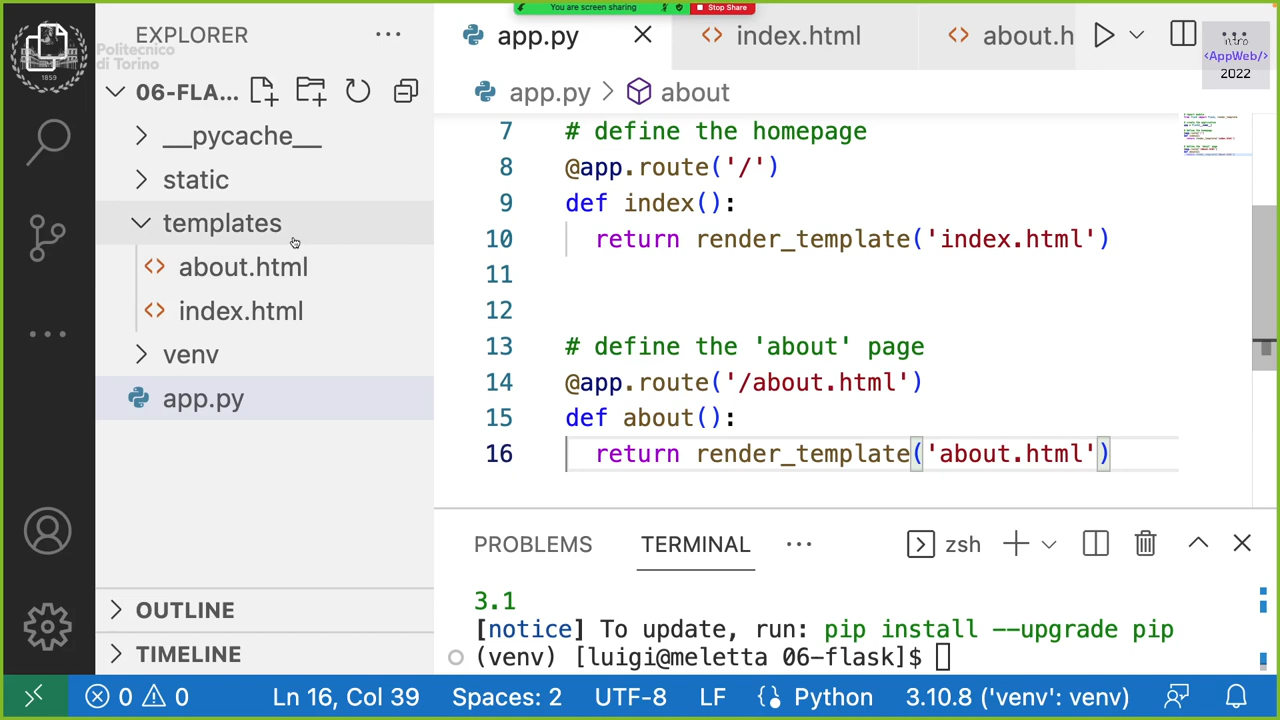 You are screen sharing
Stop Share
Politecnico
di Torino
1859
EXPLORER
06-FLA...
__pycache__
static
templates
about.html
index.html
venv
app.py
OUTLINE
TIMELINE
app.py
index.html
about.h
intro
<AppWeb/>
2022
app.py > about
7 # define the homepage
8 @app.route('/')
9 def index():
10 return render_template('index.html')
11
12
13 # define the 'about' page
14 @app.route('/about.html')
15 def about():
16 return render_template('about.html')
PROBLEMS TERMINAL ... zsh
3.1
[notice] To update, run: pip install --upgrade pip
(venv) [luigi@meletta 06-flask]$
0 0 Ln 16, Col 39 Spaces: 2 UTF-8 LF Python 3.10.8 ('venv': venv)